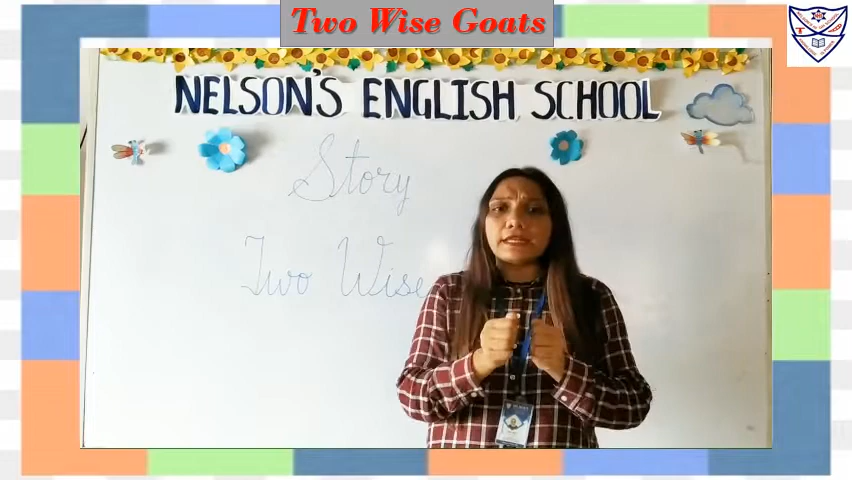 Two Wise Goats
NELSON'S ENGLISH SCHOOL
Story
Two Wise